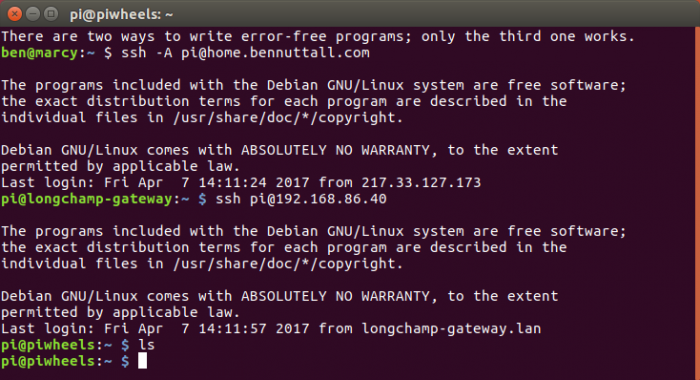 pi@piwheels: ~
There are two ways to write error-free programs; only the third one works.
ben@marcy:~ $ ssh -A pi@home.bennuttall.com
The programs included with the Debian GNU/Linux system are free software;
the exact distribution terms for each program are described in the
individual files in /usr/share/doc/*/copyright.
Debian GNU/Linux comes with ABSOLUTELY NO WARRANTY, to the extent
permitted by applicable law.
Last login: Fri Apr  7 14:11:24 2017 from 217.33.127.173
pi@longchamp-gateway:~ $ ssh pi@192.168.86.40
The programs included with the Debian GNU/Linux system are free software;
the exact distribution terms for each program are described in the
individual files in /usr/share/doc/*/copyright.
Debian GNU/Linux comes with ABSOLUTELY NO WARRANTY, to the extent
permitted by applicable law.
Last login: Fri Apr  7 14:11:57 2017 from longchamp-gateway.lan
pi@piwheels:~ $ ls
pi@piwheels:~ $